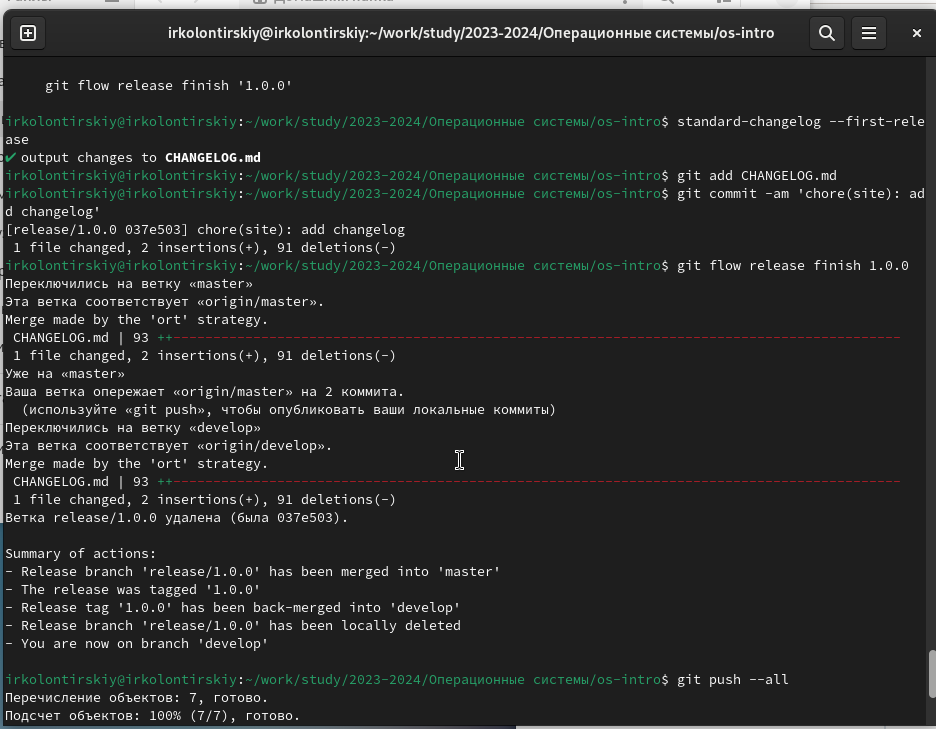 irkolontirskiy@irkolontirskiy:~/work/study/2023-2024/Операционные системы/os-intro
git flow release finish '1.0.0'
irkolontirskiy@irkolontirskiy:~/work/study/2023-2024/Операционные системы/os-intro$ standard-changelog --first-rele
ase
✔ output changes to CHANGELOG.md
irkolontirskiy@irkolontirskiy:~/work/study/2023-2024/Операционные системы/os-intro$ git add CHANGELOG.md
irkolontirskiy@irkolontirskiy:~/work/study/2023-2024/Операционные системы/os-intro$ git commit -am 'chore(site): ad
d changelog'
[release/1.0.0 037e503] chore(site): add changelog
 1 file changed, 2 insertions(+), 91 deletions(-)
irkolontirskiy@irkolontirskiy:~/work/study/2023-2024/Операционные системы/os-intro$ git flow release finish 1.0.0
Переключились на ветку «master»
Эта ветка соответствует «origin/master».
Merge made by the 'ort' strategy.
 CHANGELOG.md | 93 ++-------------------------------------------------------------------------------------------
 1 file changed, 2 insertions(+), 91 deletions(-)
Уже на «master»
Ваша ветка опережает «origin/master» на 2 коммита.
  (используйте «git push», чтобы опубликовать ваши локальные коммиты)
Переключились на ветку «develop»
Эта ветка соответствует «origin/develop».
Merge made by the 'ort' strategy.
 CHANGELOG.md | 93 ++-------------------------------------------------------------------------------------------
 1 file changed, 2 insertions(+), 91 deletions(-)
Ветка release/1.0.0 удалена (была 037e503).
Summary of actions:
- Release branch 'release/1.0.0' has been merged into 'master'
- The release was tagged '1.0.0'
- Release tag '1.0.0' has been back-merged into 'develop'
- Release branch 'release/1.0.0' has been locally deleted
- You are now on branch 'develop'
irkolontirskiy@irkolontirskiy:~/work/study/2023-2024/Операционные системы/os-intro$ git push --all
Перечисление объектов: 7, готово.
Подсчет объектов: 100% (7/7), готово.